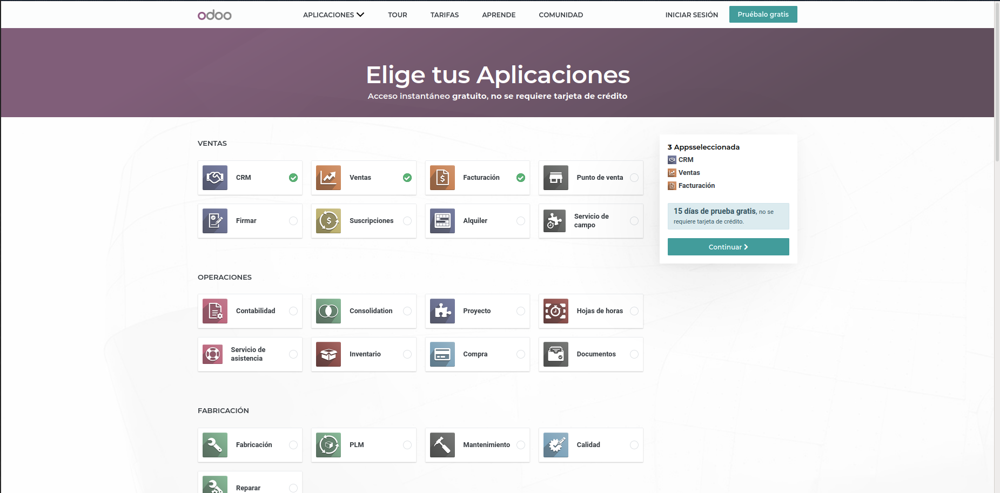 odoo
APLICACIONES
TOUR
TARIFAS
APRENDE
COMUNIDAD
INICIAR SESIÓN
Pruébalo gratis
Elige tus Aplicaciones
Acceso instantáneo gratuito, no se requiere tarjeta de crédito
VENTAS
CRM
Ventas
Facturación
Punto de venta
Firmar
Suscripciones
Alquiler
Servicio de
campo
3 Appsseleccionada
CRM
Ventas
Facturación
15 días de prueba gratis, no se
requiere tarjeta de crédito.
Continuar
OPERACIONES
Contabilidad
Consolidation
Proyecto
Hojas de horas
Servicio de
asistencia
Inventario
Compra
Documentos
FABRICACIÓN
Fabricación
PLM
Mantenimiento
Calidad
Reparar